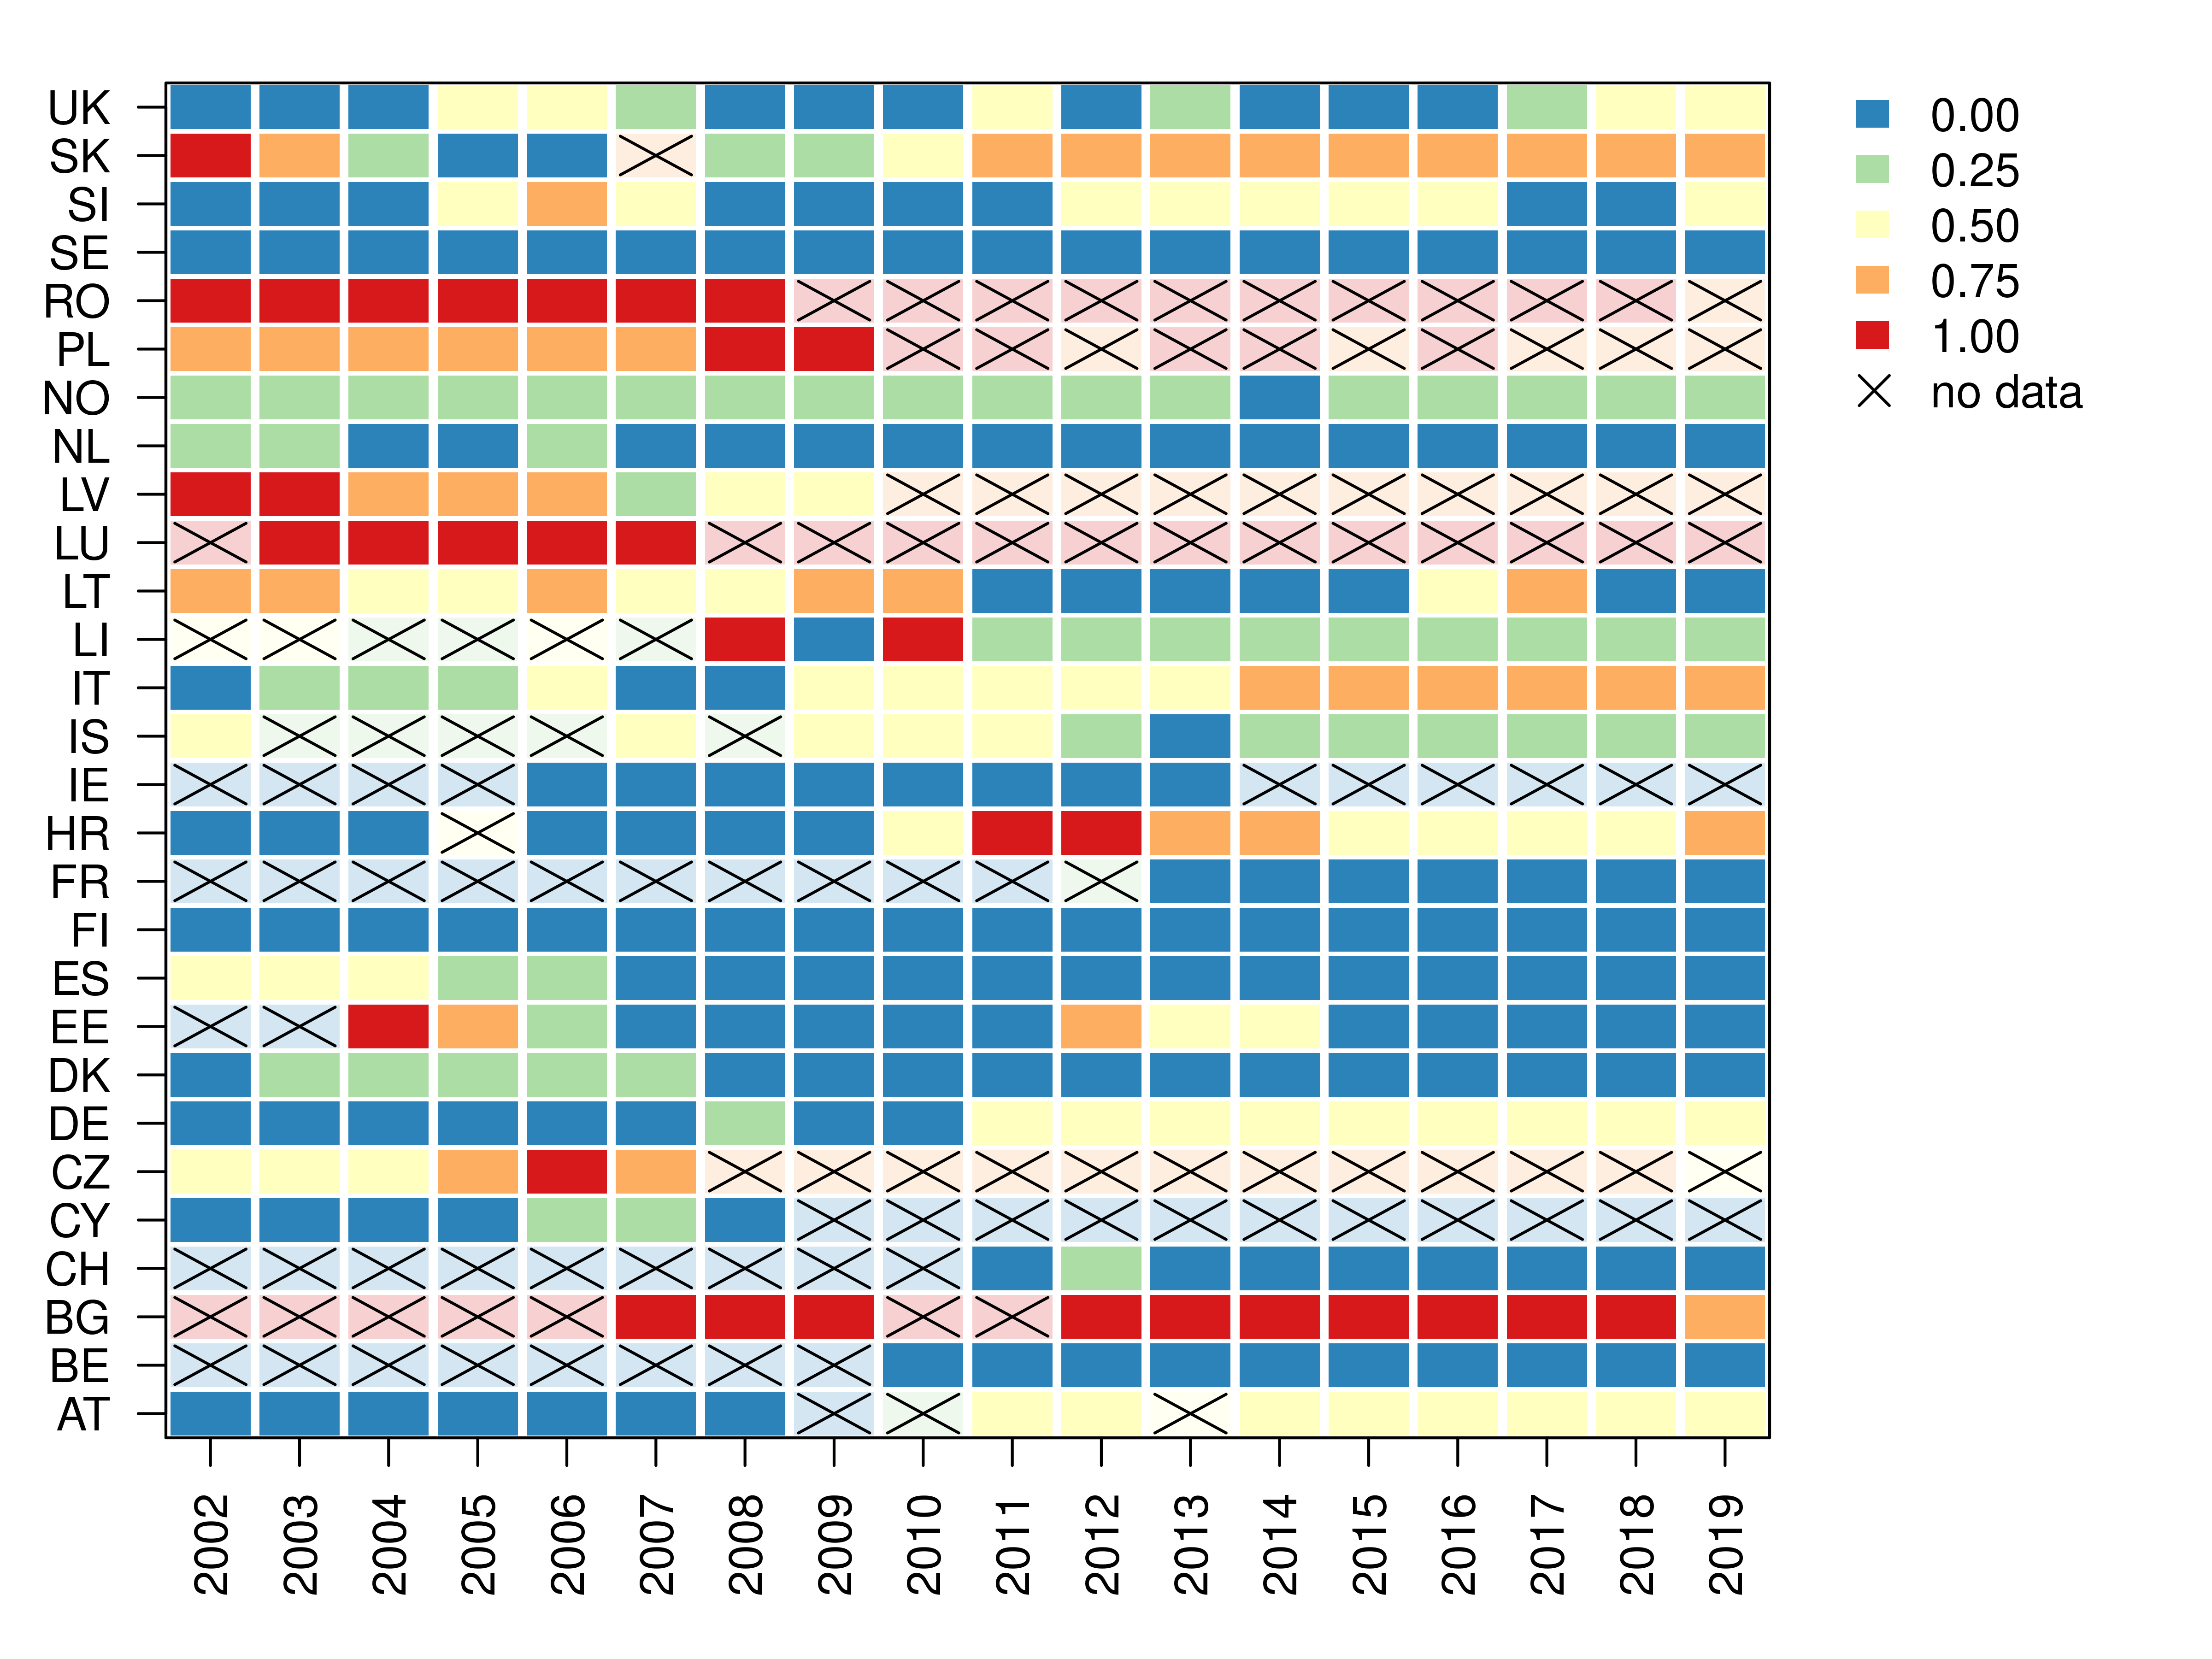 UK
SK
SI
SE
RO
PL
NO
NL
LV
LU
LT
LI
IT
IS
IE
HR
FR
FI
ES
EE
DK
DE
CZ
CY
CH
BG
BE
AT
2002
2003
2004
2005
2006
2007
2008
2009
2010
2011
2012
2013
2014
2015
2016
2017
2018
2019
0.00
0.25
0.50
0.75
1.00
no data